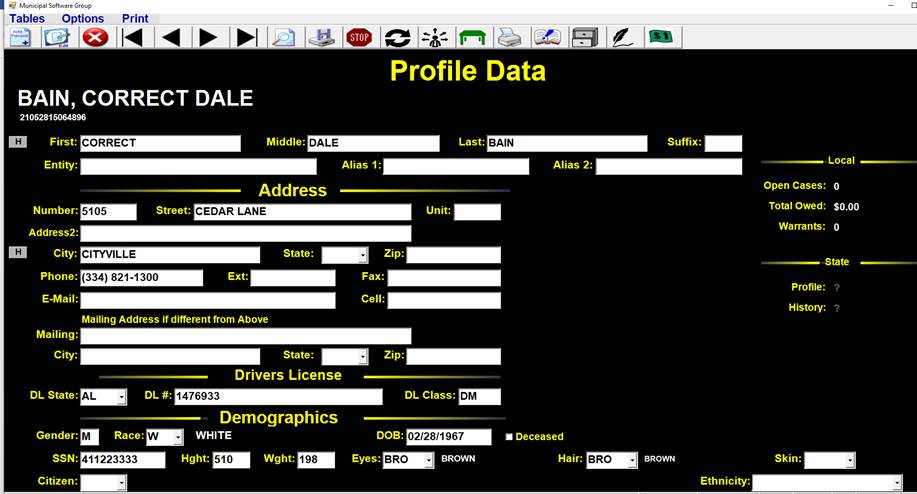 Municipal Software Group
Tables Options Print
STOP
Profile Data
BAIN, CORRECT DALE
21052815064896
H First: CORRECT Middle: DALE Last: BAIN Suffix:
Entity: Alias 1: Alias 2:
Local
Address
Open Cases: 0
Number: 5105 Street: CEDAR LANE Unit:
Total Owed: $0.00
Address2:
Warrants: 0
H City: CITYVILLE State: Zip:
State
Phone: (334) 821-1300 Ext: Fax:
Profile: ?
E-Mail: Cell:
History: ?
Mailing Address if different from Above
Mailing:
City: State: Zip:
Drivers License
DL State: AL DL #: 1476933 DL Class: DM
Demographics
Gender: M Race: W WHITE DOB: 02/28/1967 Deceased
SSN: 411223333 Hght: 510 Wght: 198 Eyes: BRO BROWN Hair: BRO BROWN Skin:
Citizen: Ethnicity: